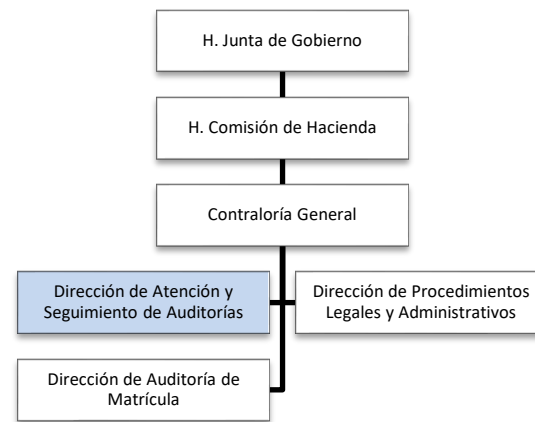 H. Junta de Gobierno
H. Comisión de Hacienda
Contraloría General
Dirección de Atención y
Seguimiento de Auditorías
Dirección de Procedimientos
Legales y Administrativos
Dirección de Auditoría de
Matrícula